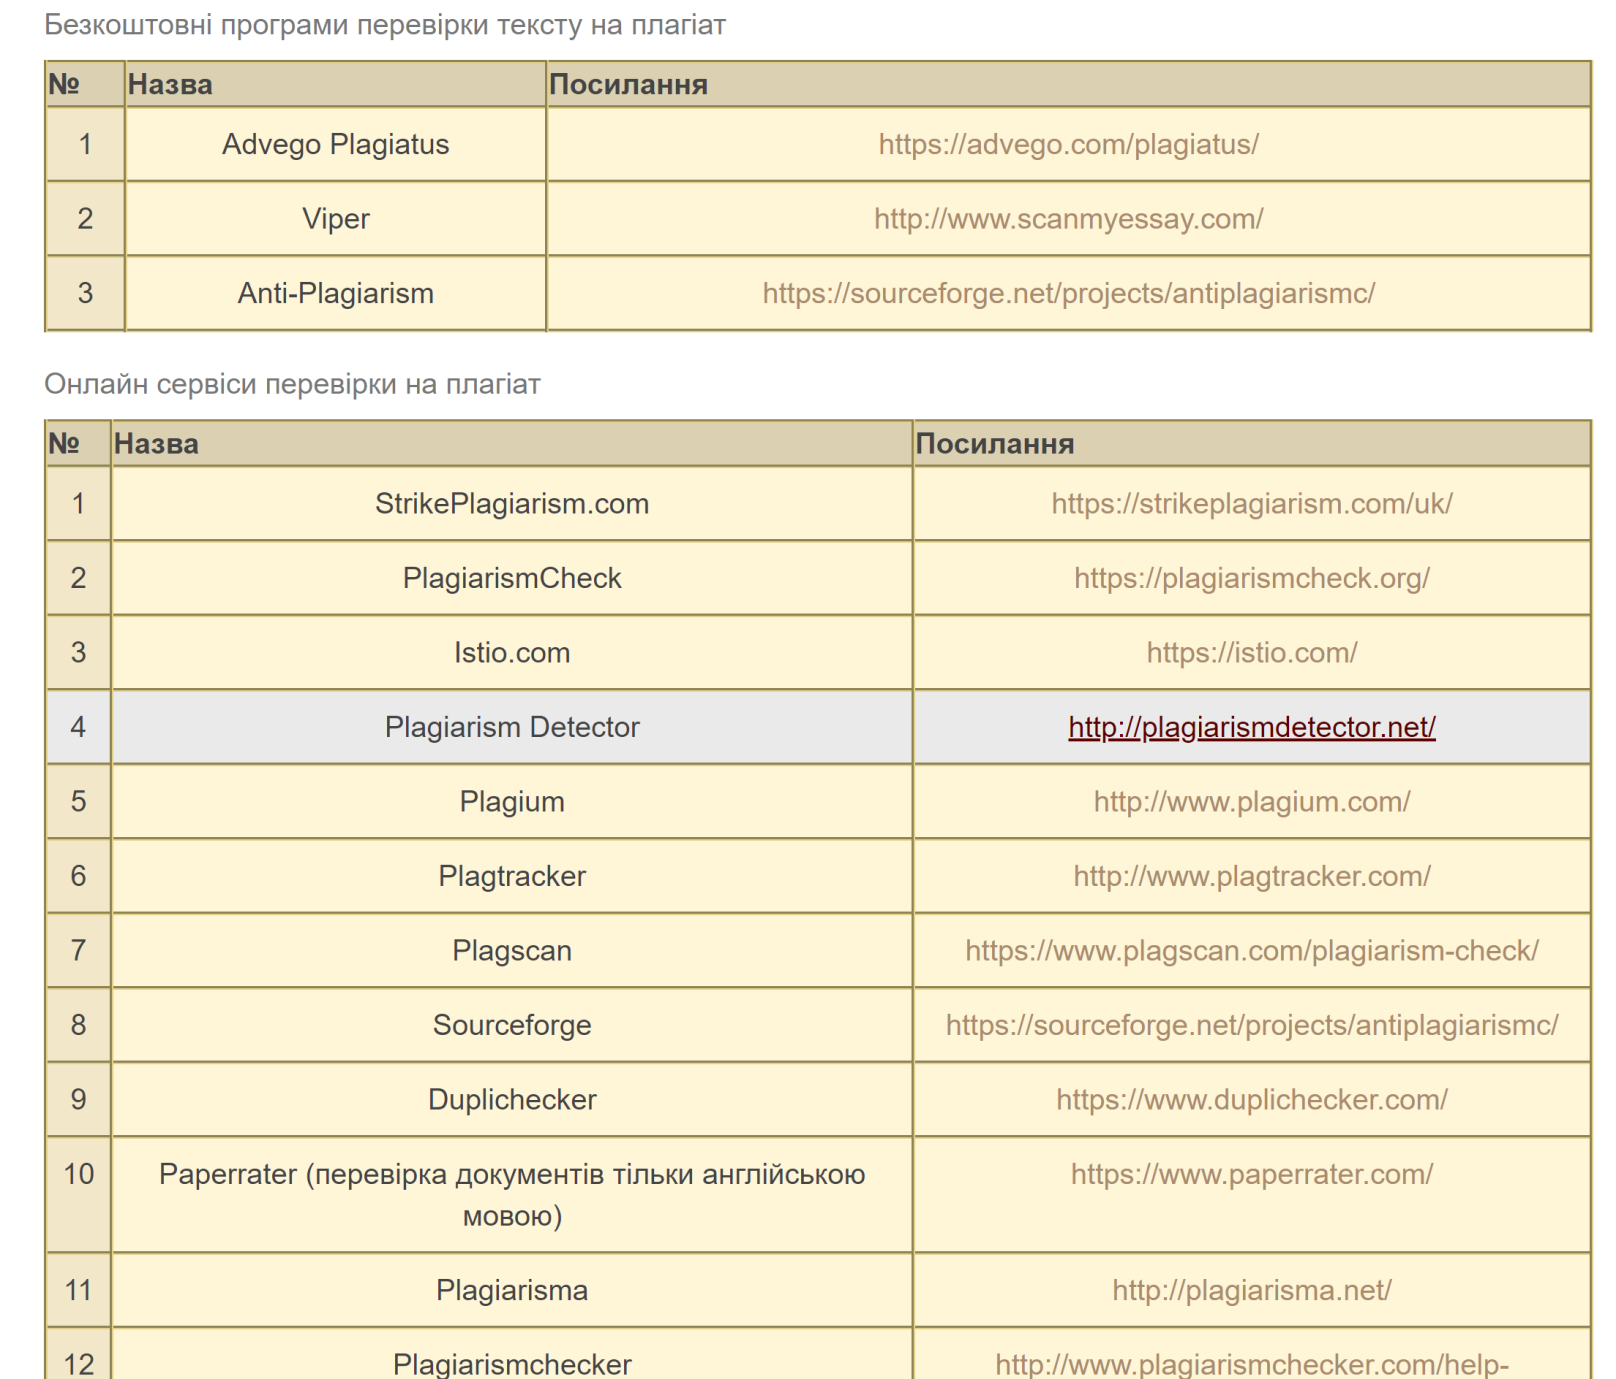 Безкоштовні програми перевірки тексту на плагіат
№ Назва Посилання
1 Advego Plagiatus https://advego.com/plagiatus/
2 Viper http://www.scanmyessay.com/
3 Anti-Plagiarism https://sourceforge.net/projects/antiplagiarismc/
Онлайн сервіси перевірки на плагіат
№ Назва Посилання
1 StrikePlagiarism.com https://strikeplagiarism.com/uk/
2 PlagiarismCheck https://plagiarismcheck.org/
3 Istio.com https://istio.com/
4 Plagiarism Detector http://plagiarismdetector.net/
5 Plagium http://www.plagium.com/
6 Plagtracker http://www.plagtracker.com/
7 Plagscan https://www.plagscan.com/plagiarism-check/
8 Sourceforge https://sourceforge.net/projects/antiplagiarismc/
9 Duplichecker https://www.duplichecker.com/
10 Paperrater (перевірка документів тільки англійською https://www.paperrater.com/
мовою)
11 Plagiarisma http://plagiarisma.net/
12 Plagiarismchecker http://www.plagiarismchecker.com/help-